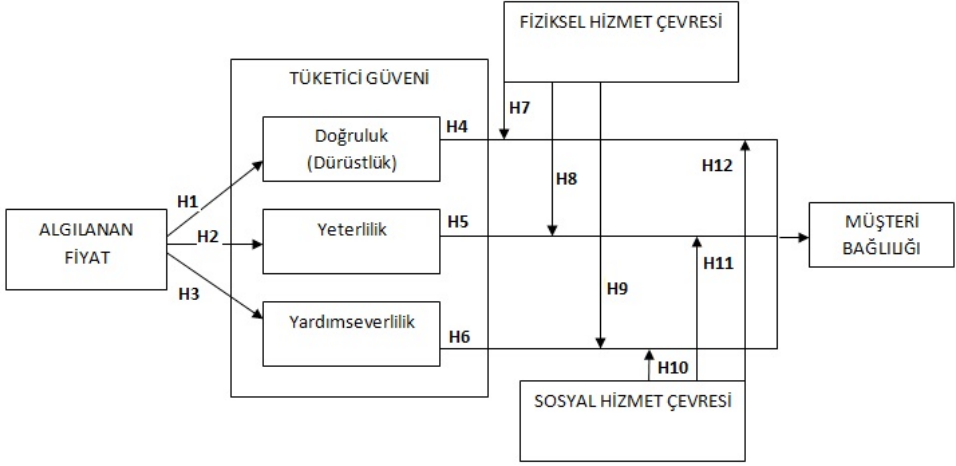 FİZİKSEL HİZMET ÇEVRESİ
TÜKETİCİ GÜVENİ
H7
Doğruluk
(Dürüstlük)
H4
H12
H1
H8
ALGILANAN
FİYAT
H2
Yeterlilik
H5
MÜŞTERİ
BAĞLILIĞI
H11
H3
H9
Yardımseverlilik
H6
H10
SOSYAL HİZMET ÇEVRESİ